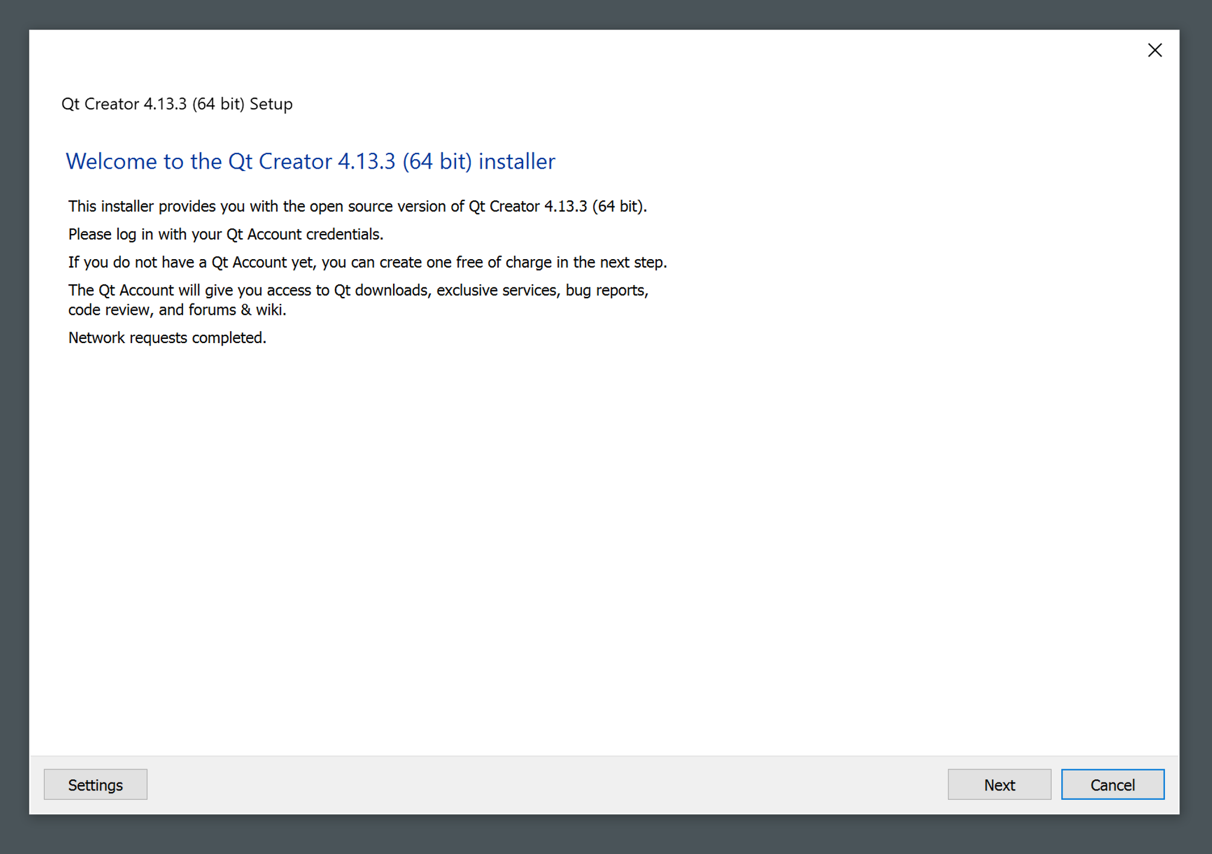 Qt Creator 4.13.3 (64 bit) Setup
Welcome to the Qt Creator 4.13.3 (64 bit) installer
This installer provides you with the open source version of Qt Creator 4.13.3 (64 bit).
Please log in with your Qt Account credentials.
If you do not have a Qt Account yet, you can create one free of charge in the next step.
The Qt Account will give you access to Qt downloads, exclusive services, bug reports,
code review, and forums & wiki.
Network requests completed.
Settings
Next
Cancel